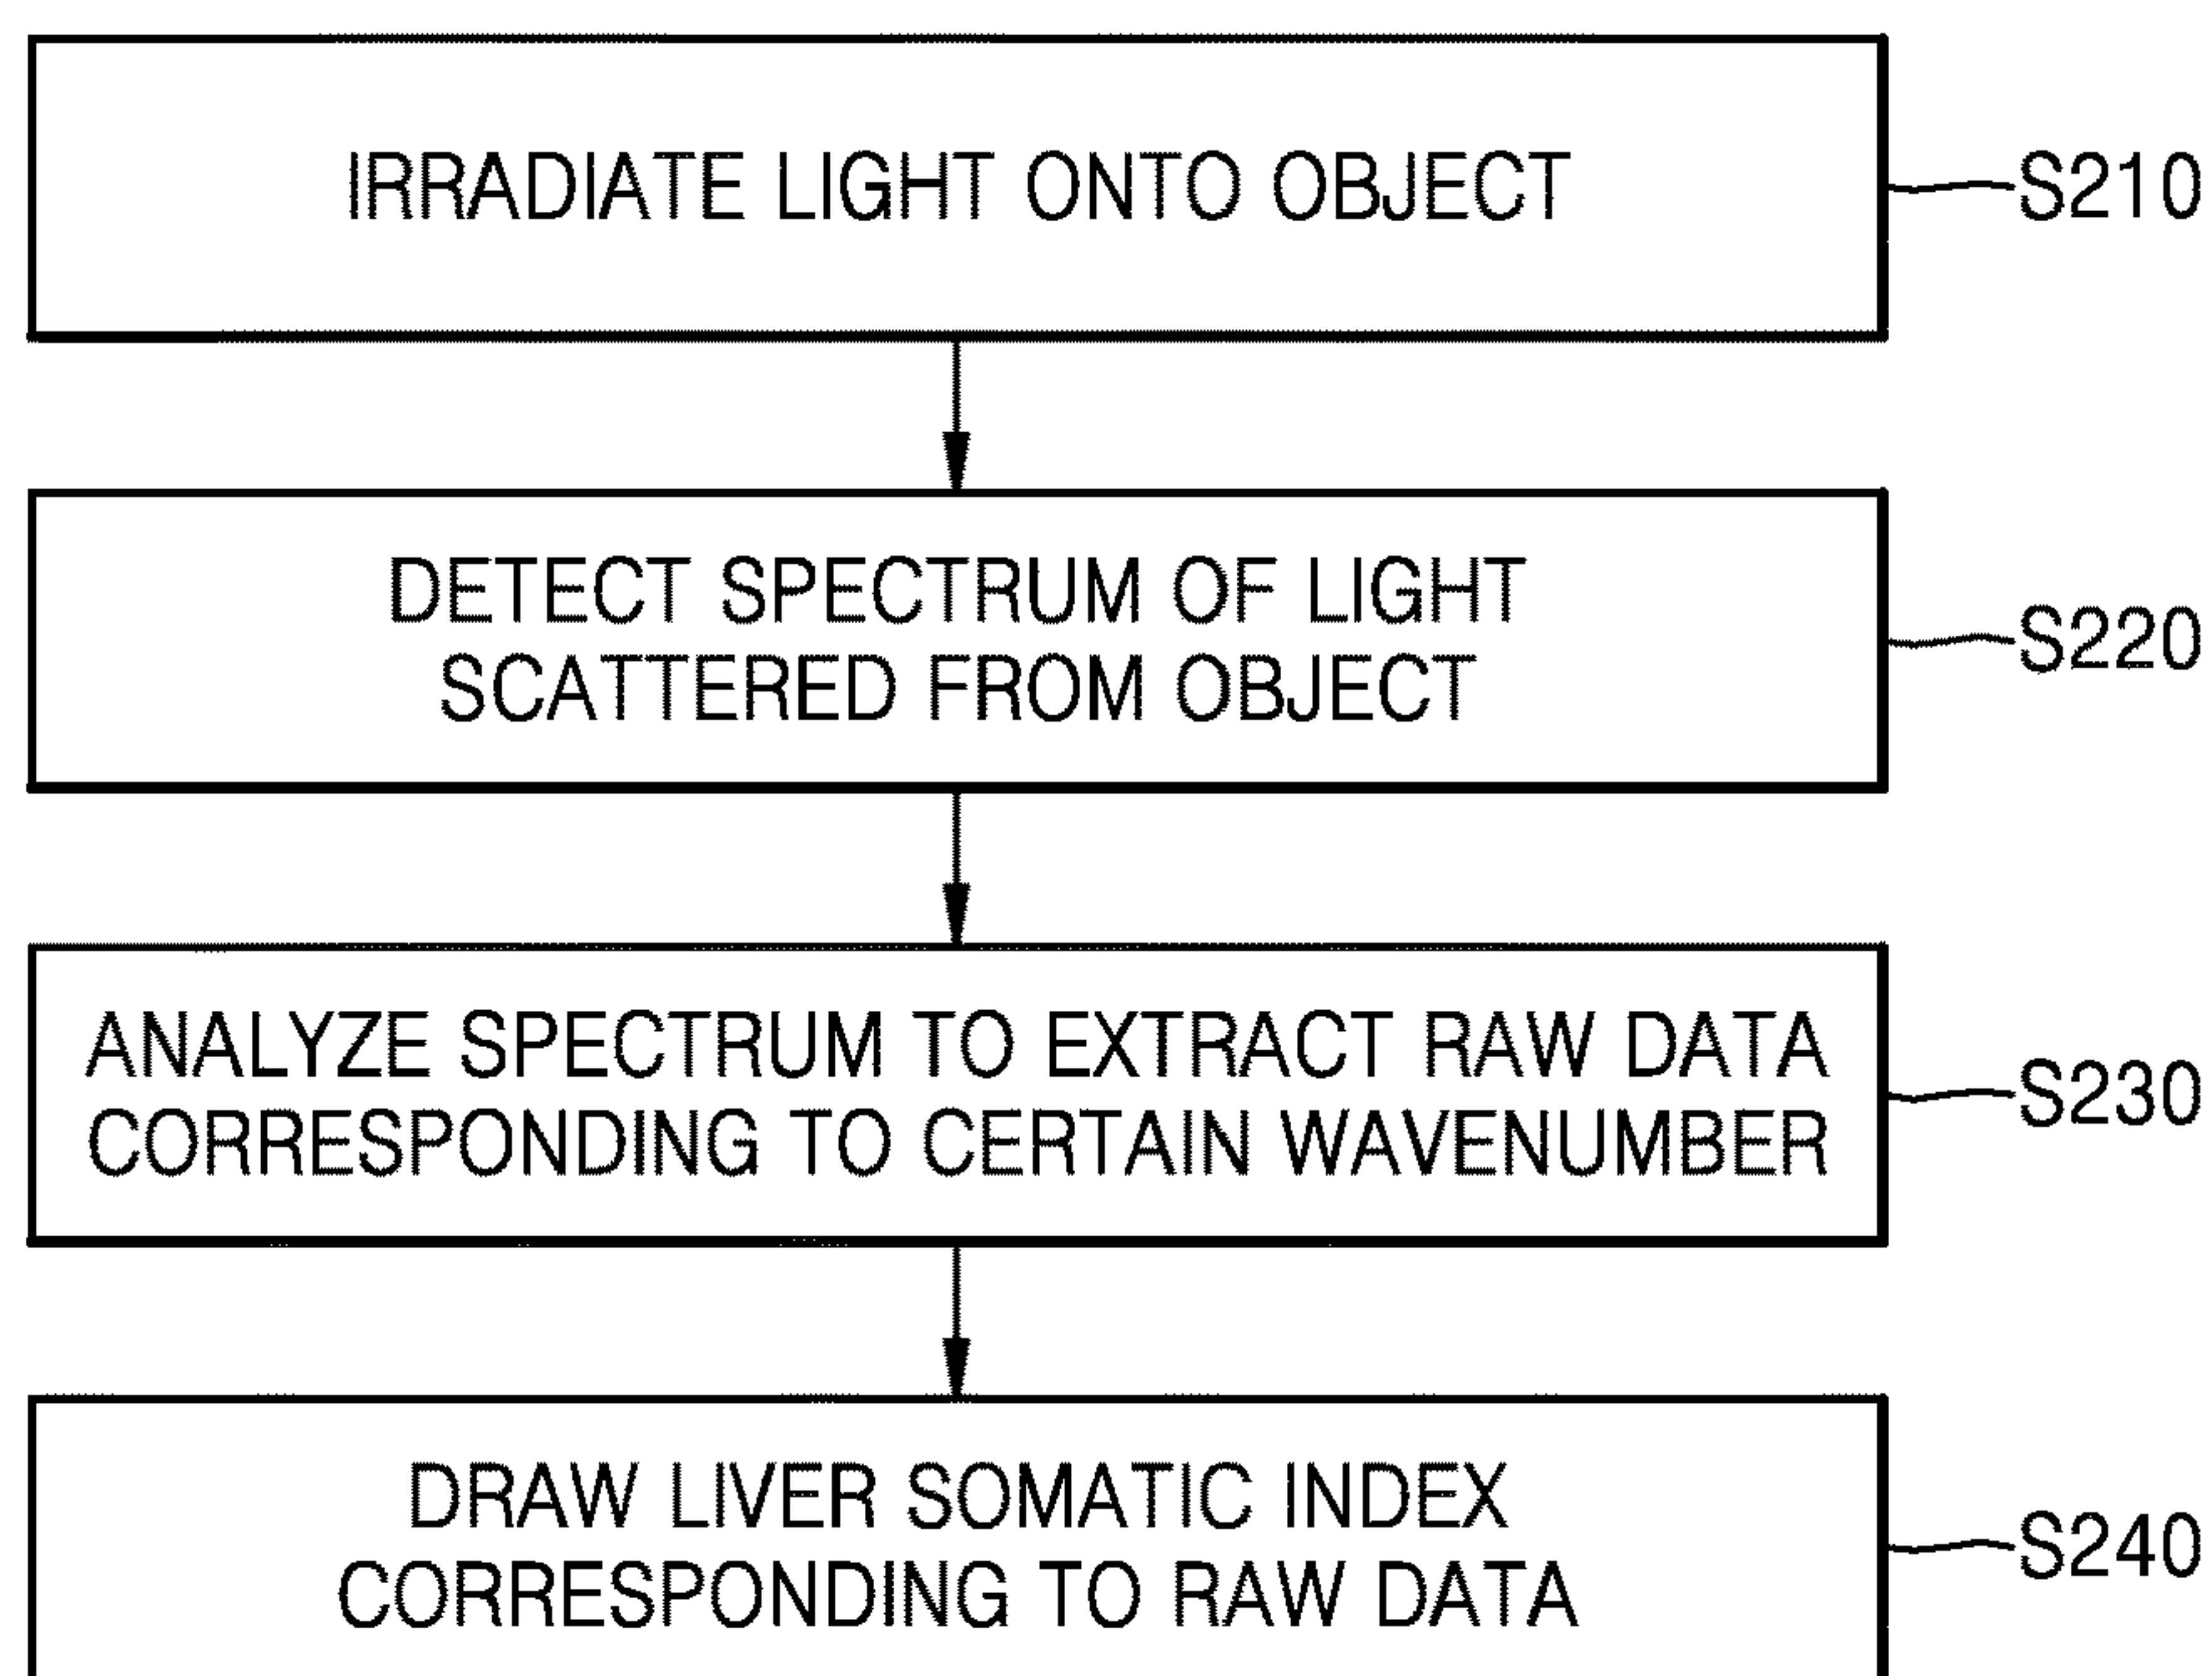 IRRADIATE LIGHT ONTO OBJECT
S210
DETECT SPECTRUM OF LIGHT
SCATTERED FROM OBJECT
S220
ANALYZE SPECTRUM TO EXTRACT RAW DATA
CORRESPONDING TO CERTAIN WAVENUMBER
S230
DRAW LIVER SOMATIC INDEX
CORRESPONDING TO RAW DATA
S240